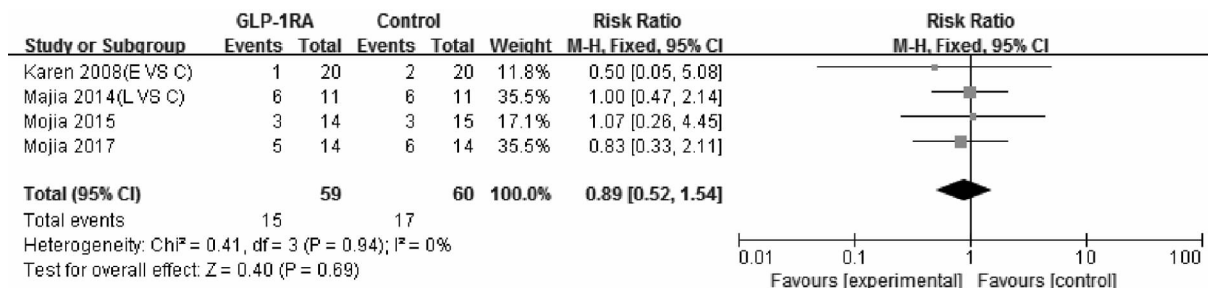 GLP-1RA Control Risk Ratio Risk Ratio
Study or Subgroup Events Total Events Total Weight M-H, Fixed, 95% CI M-H, Fixed, 95% CI
Karen 2008(E VS C) 1 20 2 20 11.8% 0.50 [0.05, 5.08]
Majia 2014(L VS C) 6 11 6 11 35.5% 1.00 [0.47, 2.14]
Mojia 2015 3 14 3 15 17.1% 1.07 [0.26, 4.45]
Mojia 2017 5 14 6 14 35.5% 0.83 [0.33, 2.11]
Total (95% CI) 59 60 100.0% 0.89 [0.52, 1.54]
Total events 15 17
Heterogeneity: Chi² = 0.41, df = 3 (P = 0.94); I² = 0%
Test for overall effect: Z = 0.40 (P = 0.69)
0.01 0.1 1 10 100
Favours [experimental] Favours [control]